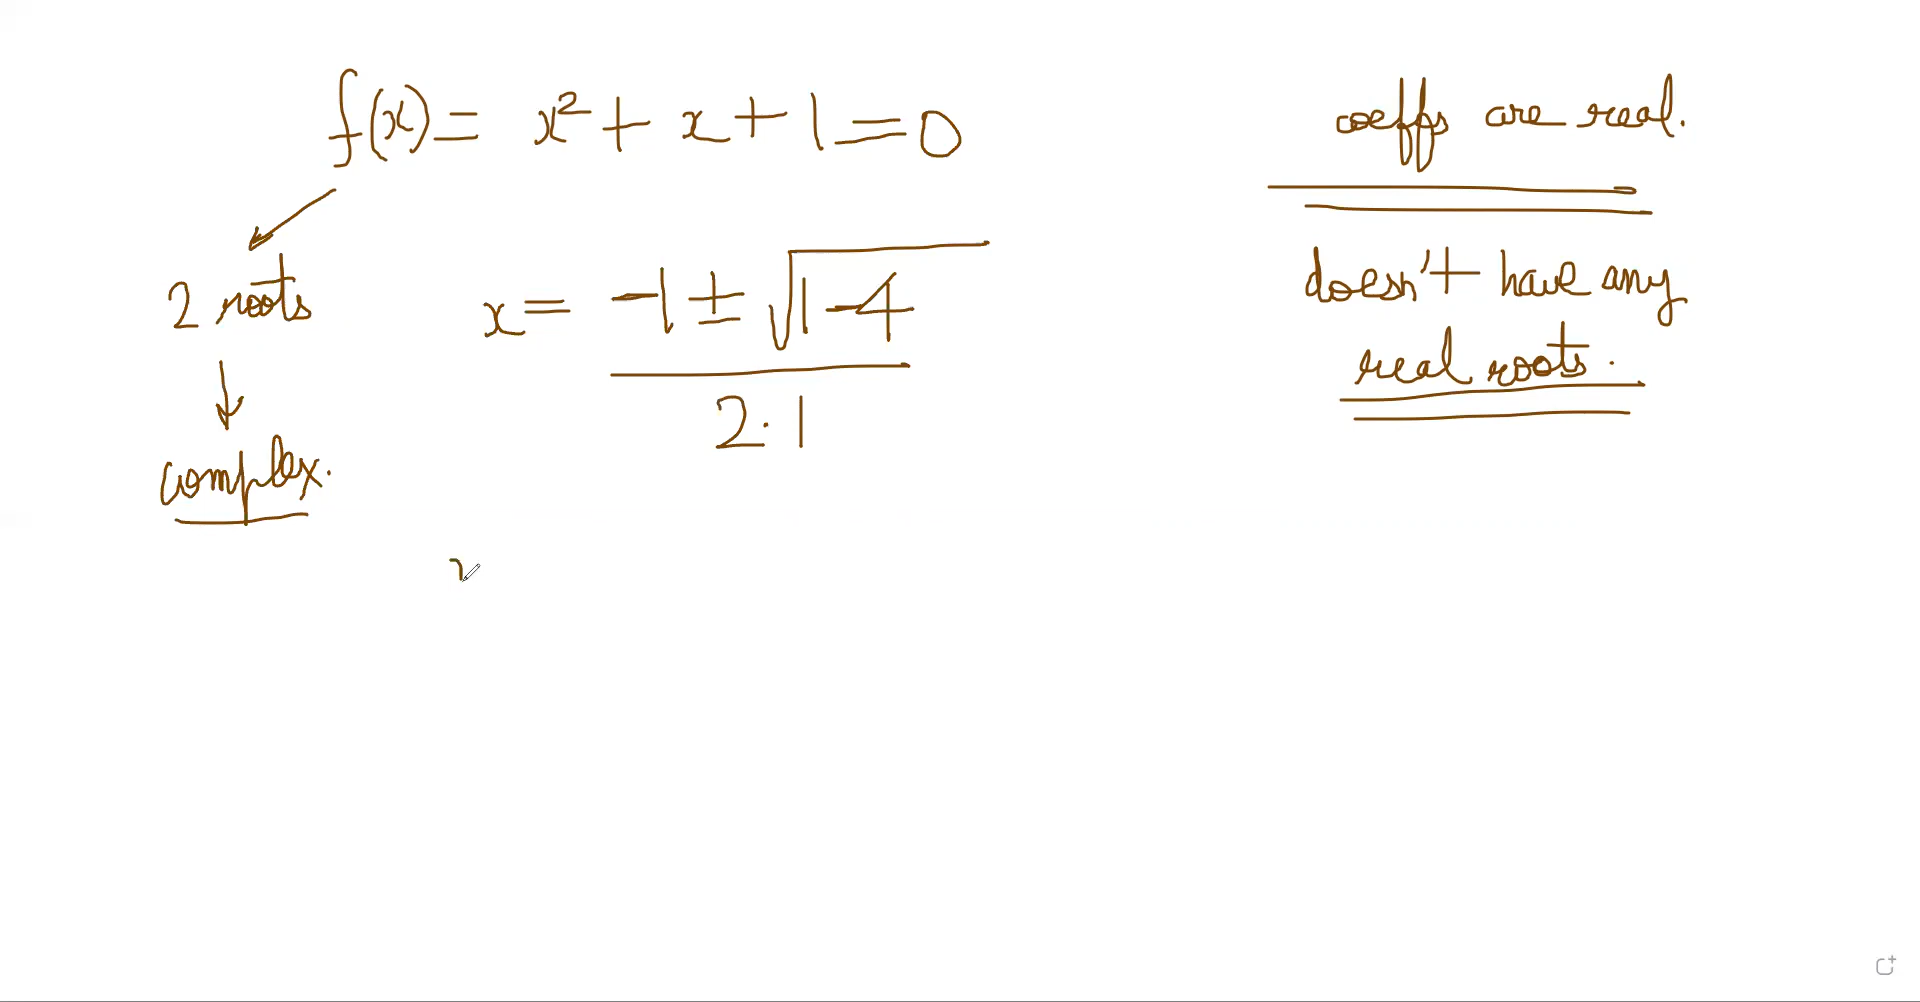 f(x) = x² + x + 1 = 0
2 roots
complex.
x = (-1 ± √(1 - 4)) / (2·1)
coeffs are real.
doesn't have any
real roots.